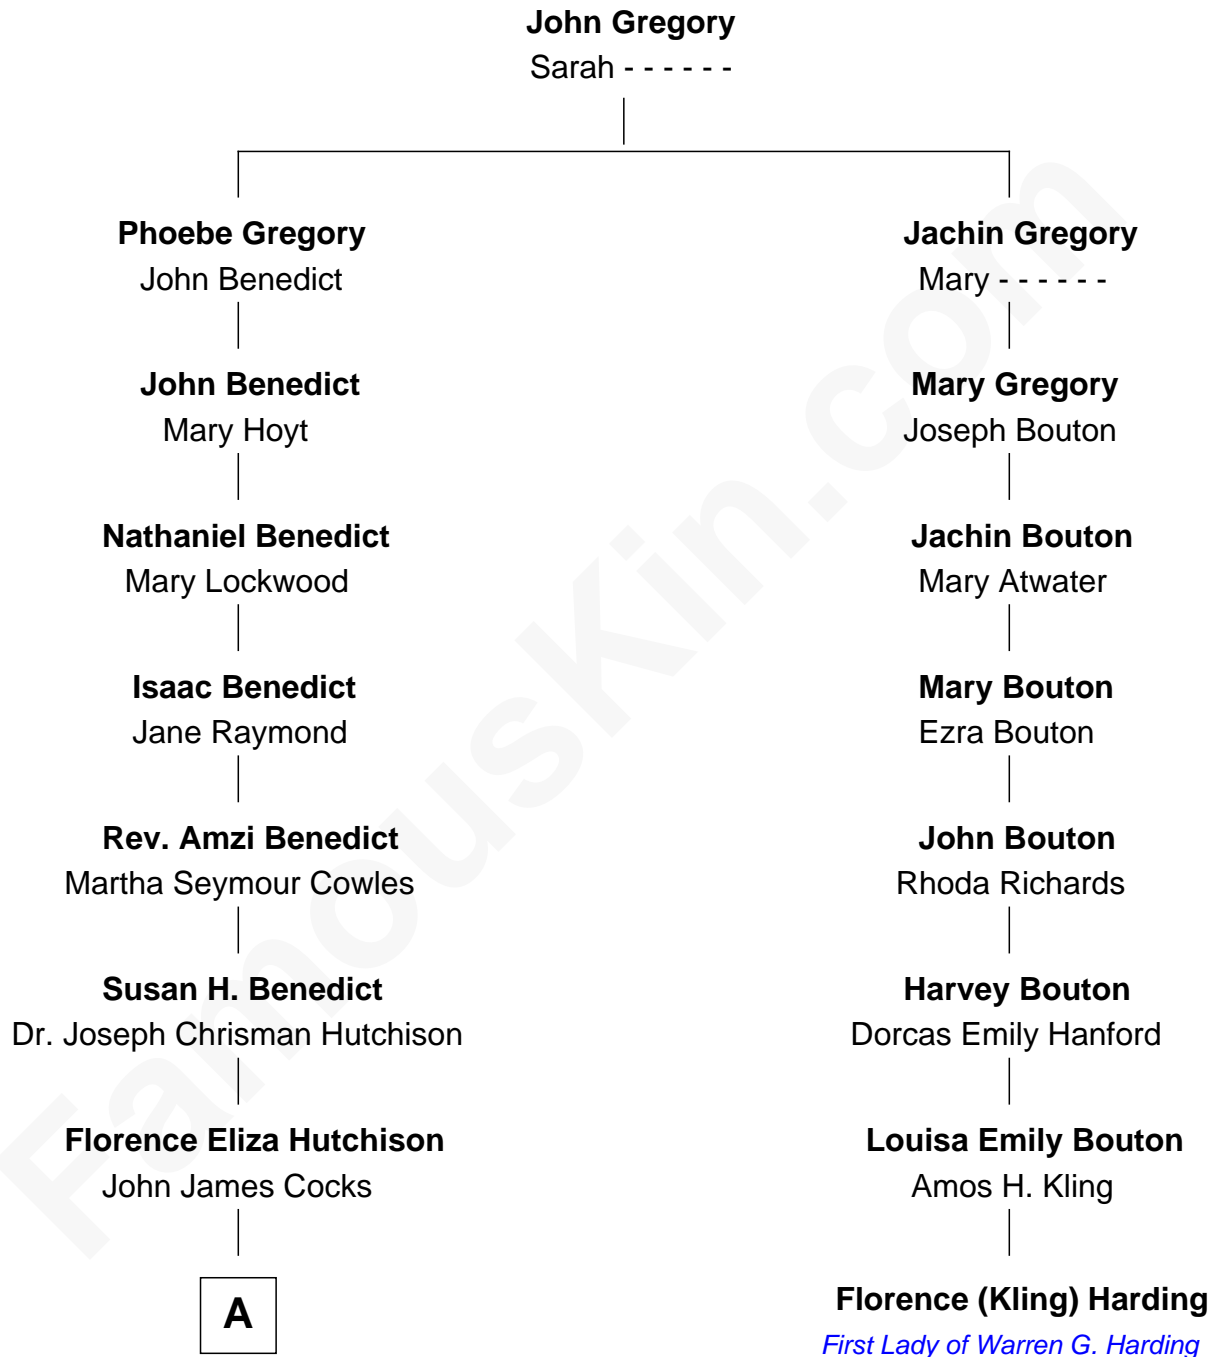 John Gregory
Sarah - - - - - -
Phoebe Gregory
John Benedict
Jachin Gregory
Mary - - - - - -
John Benedict
Mary Hoyt
Mary Gregory
Joseph Bouton
Nathaniel Benedict
Mary Lockwood
Jachin Bouton
Mary Atwater
Isaac Benedict
Jane Raymond
Mary Bouton
Ezra Bouton
Rev. Amzi Benedict
Martha Seymour Cowles
John Bouton
Rhoda Richards
Susan H. Benedict
Dr. Joseph Chrisman Hutchison
Harvey Bouton
Dorcas Emily Hanford
Florence Eliza Hutchison
John James Cocks
Louisa Emily Bouton
Amos H. Kling
A
Florence (Kling) Harding
First Lady of Warren G. Harding
FamousKin.com